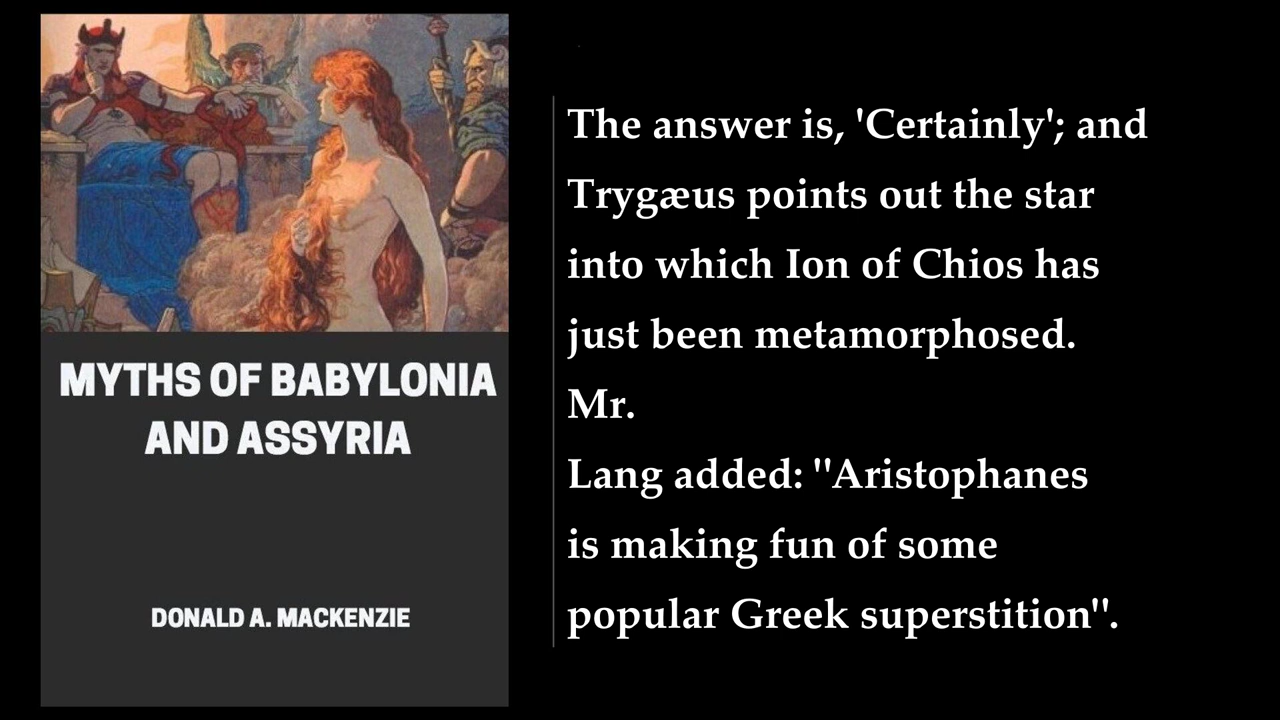 MYTHS OF BABYLONIA
AND ASSYRIA
DONALD A. MACKENZIE
The answer is, 'Certainly'; and
Trygæus points out the star
into which Ion of Chios has
just been metamorphosed.
Mr.
Lang added: "Aristophanes
is making fun of some
popular Greek superstition".